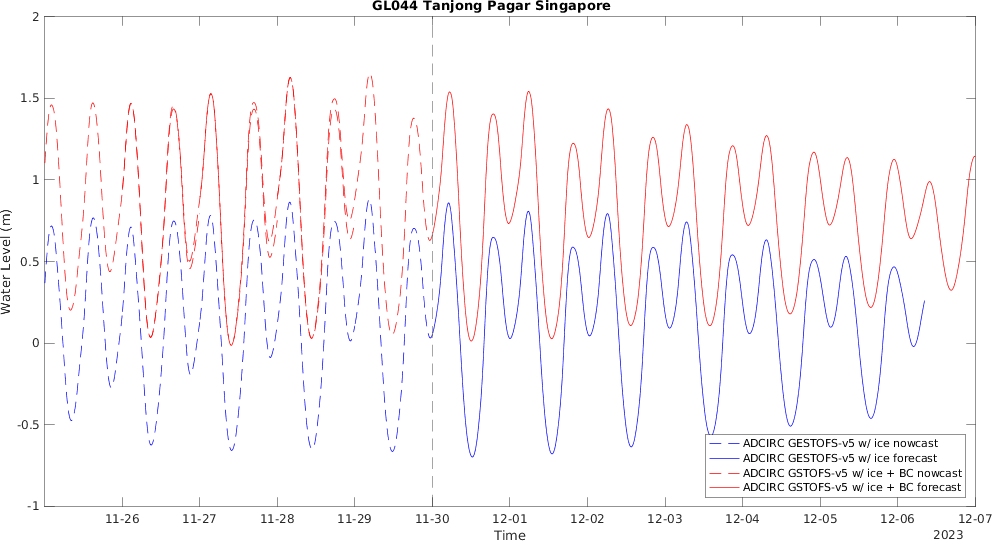 GL044 Tanjong Pagar Singapore
2
1.5
1
0.5
0
-0.5
-1
Water Level (m)
ADCIRC GESTOFS-v5 w/ ice nowcast
ADCIRC GESTOFS-v5 w/ ice forecast
ADCIRC GSTOFS-v5 w/ ice + BC nowcast
ADCIRC GSTOFS-v5 w/ ice + BC forecast
11-26 11-27 11-28 11-29 11-30 12-01 12-02 12-03 12-04 12-05 12-06 12-07
Time
2023